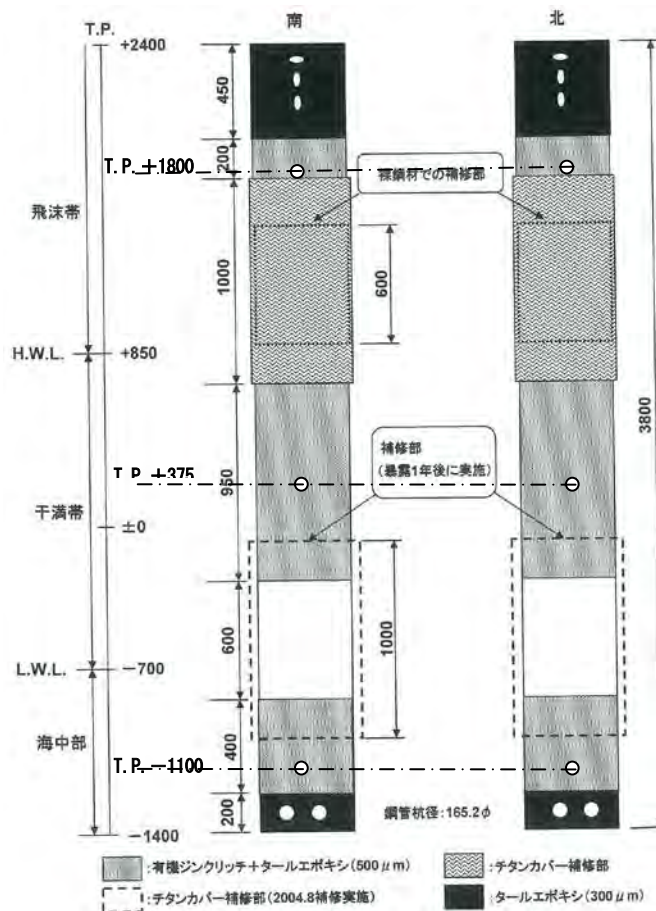 T.P.
南
北
+2400
450
200
T.P. +1800
裸鋼材での補修部
飛沫帯
1000
600
H.W.L.
+850
3800
補修部
(暴露1年後に実施)
T.P. +375
950
干満帯
±0
600
1000
L.W.L.
-700
海中部
400
T.P. -1100
200
鋼管杭径:165.2φ
-1400
:有機ジンクリッチ+タールエポキシ(500μm)
:チタンカバー補修部
:チタンカバー補修部(2004.8補修実施)
:タールエポキシ(300μm)